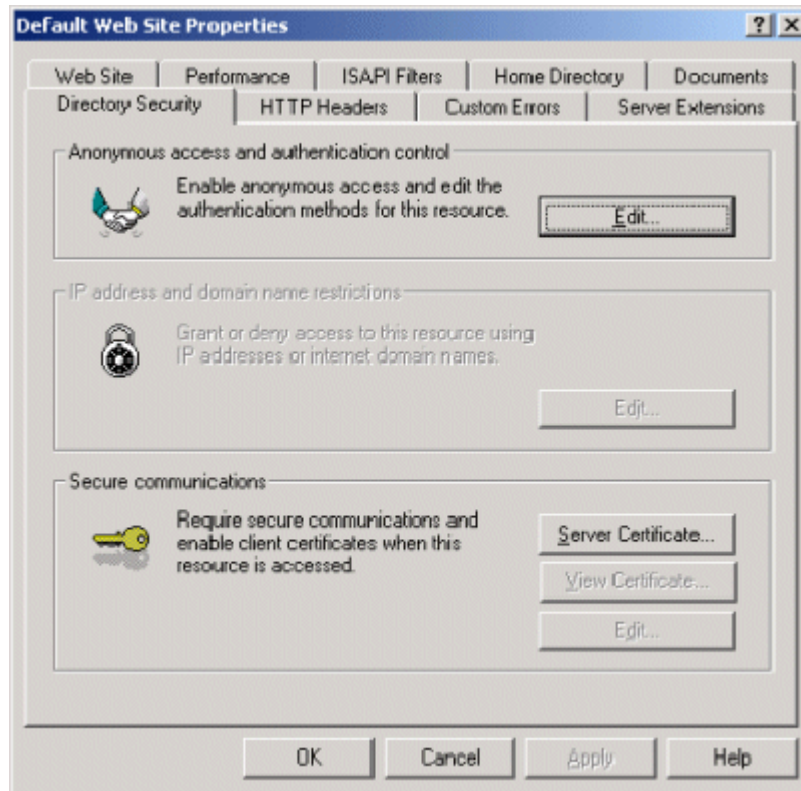 Default Web Site Properties
Web Site Performance ISAPI Filters Home Directory Documents
Directory Security HTTP Headers Custom Errors Server Extensions
Anonymous access and authentication control
Enable anonymous access and edit the
authentication methods for this resource.
Edit...
IP address and domain name restrictions
Grant or deny access to this resource using
IP addresses or internet domain names.
Edit...
Secure communications
Require secure communications and
enable client certificates when this
resource is accessed.
Server Certificate...
View Certificate...
Edit...
OK Cancel Apply Help